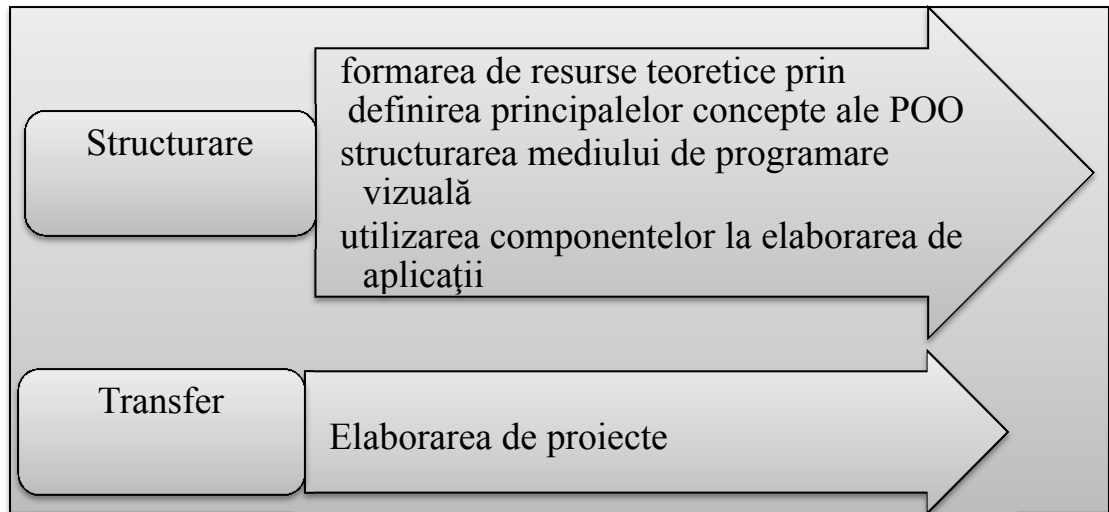 Structurare
formarea de resurse teoretice prin
definirea principalelor concepte ale POO
structurarea mediului de programare
vizuală
utilizarea componentelor la elaborarea de
aplicaţii
Transfer
Elaborarea de proiecte